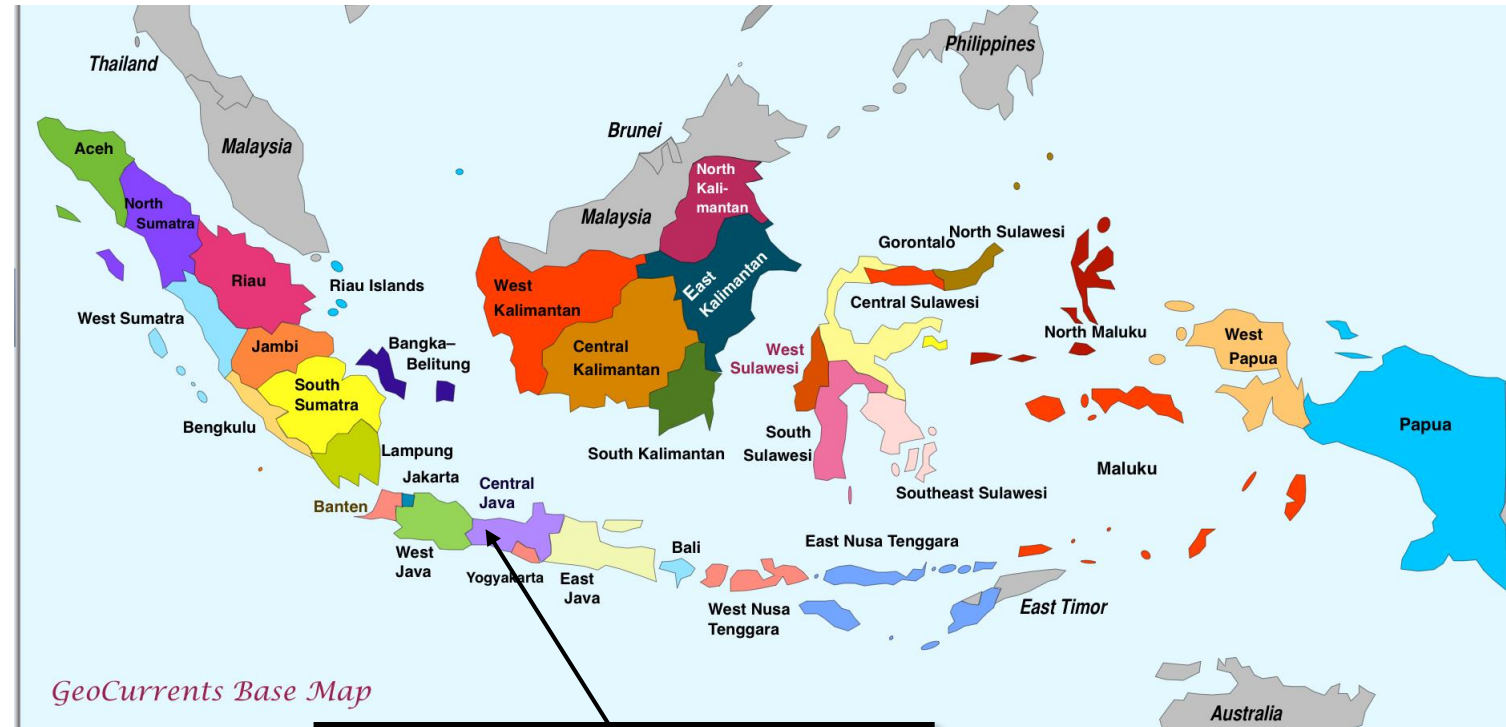 Thailand
Philippines
Malaysia
Brunei
Aceh
North
Sumatra
North
Kali-
mantan
Malaysia
Riau
Riau Islands
West
Kalimantan
East
Kalimantan
Gorontalo
North Sulawesi
Central Sulawesi
West Sumatra
Jambi
Bangka–
Belitung
Central
Kalimantan
West
Sulawesi
North Maluku
West
Papua
South
Sumatra
Bengkulu
Lampung
South Kalimantan
South
Sulawesi
Southeast Sulawesi
Maluku
Papua
Jakarta
Banten
Central
Java
West
Java
Yogyakarta
East
Java
Bali
West Nusa
Tenggara
East Nusa Tenggara
East Timor
GeoCurrents Base Map
Australia